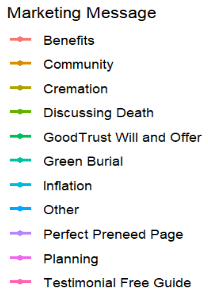 Marketing Message
Benefits
Community
Cremation
Discussing Death
GoodTrust Will and Offer
Green Burial
Inflation
Other
Perfect Preneed Page
Planning
Testimonial Free Guide